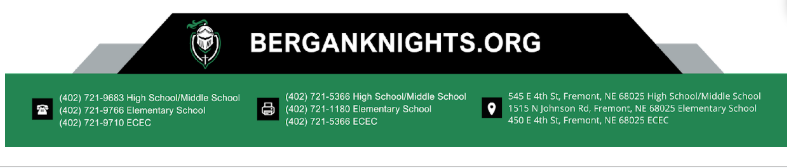 BERGANKNIGHTS.ORG
(402) 721-9683 High School/Middle School
(402) 721-9766 Elementary School
(402) 721-9710 ECEC
(402) 721-5366 High School/Middle School
(402) 721-1180 Elementary School
(402) 721-5366 ECEC
545 E 4th St, Fremont, NE 68025 High School/Middle School
1515 N Johnson Rd, Fremont, NE 68025 Elementary School
450 E 4th St, Fremont, NE 68025 ECEC